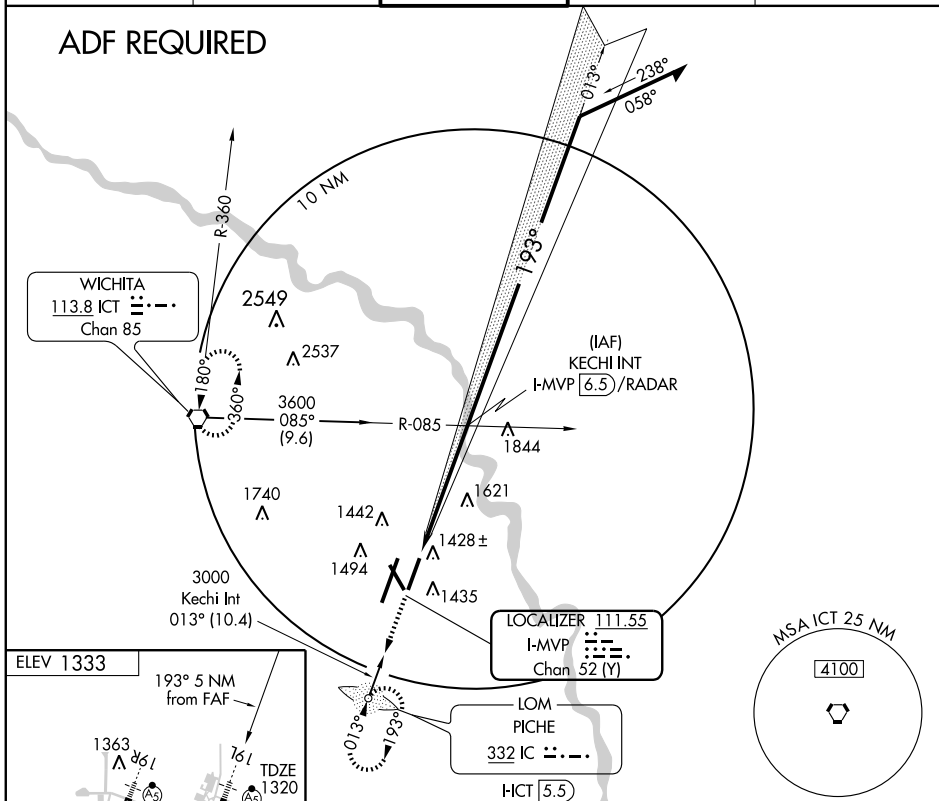 ADF REQUIRED
013°
238°
058°
10 NM
R-360
193°
WICHITA
113.8 ICT
Chan 85
2549
2537
(IAF)
KECHI INT
I-MVP 6.5 /RADAR
180°
360°
3600
085°
(9.6)
R-085
1844
1740
1442
1621
1494
1428 ±
1435
3000
Kechi Int
013° (10.4)
LOCALIZER 111.55
I-MVP
Chan 52 (Y)
MSA ICT 25 NM
4100
ELEV 1333
193° 5 NM
from FAF
013°
193°
LOM
PICHE
332 IC
I-ICT 5.5
1363
19R
19L
TDZE
1320
A5
A5